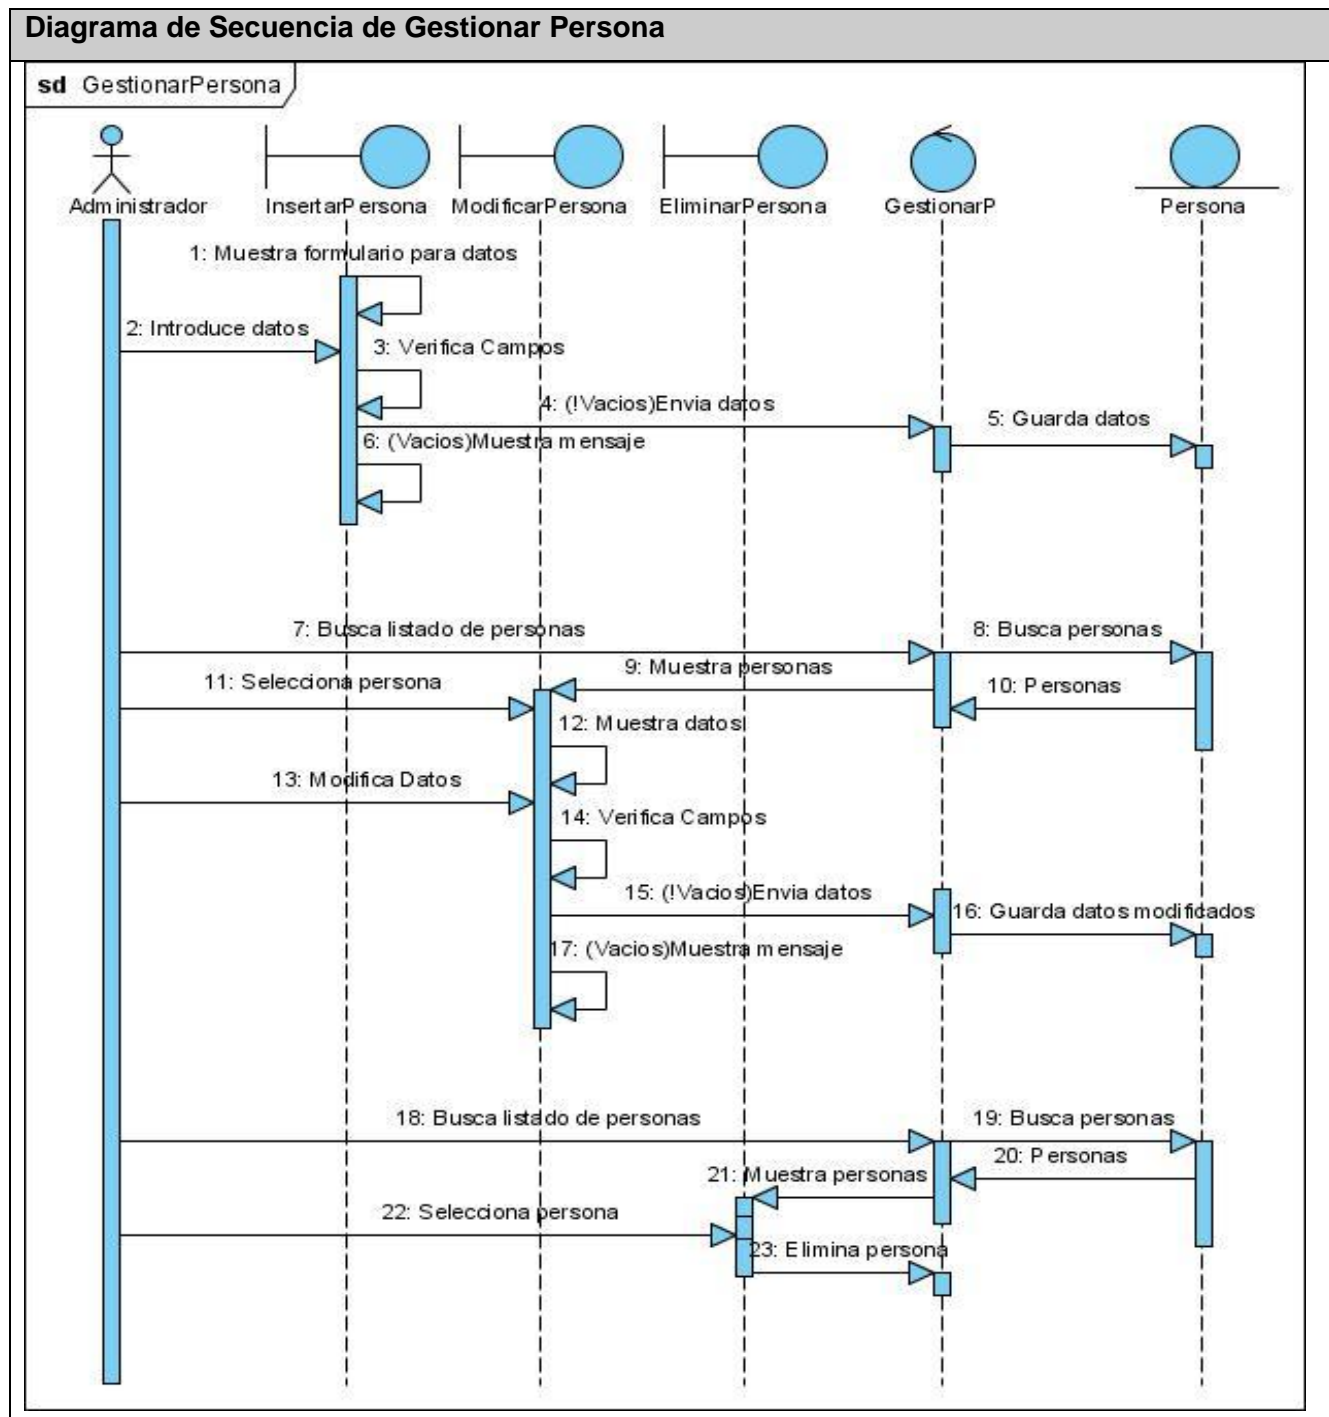 Diagrama de Secuencia de Gestionar Persona
sd GestionarPersona
Administrador
InsertarPersona
ModificarPersona
EliminarPersona
GestionarP
Persona
1: Muestra formulario para datos
2: Introduce datos
3: Verifica Campos
4: (!Vacios)Envia datos
5: Guarda datos
6: (Vacios)Muestra mensaje
7: Busca listado de personas
8: Busca personas
9: Muestra personas
10: Personas
11: Selecciona persona
12: Muestra datos
13: Modifica Datos
14: Verifica Campos
15: (!Vacios)Envia datos
16: Guarda datos modificados
17: (Vacios)Muestra mensaje
18: Busca listado de personas
19: Busca personas
20: Personas
21: Muestra personas
22: Selecciona persona
23: Elimina persona